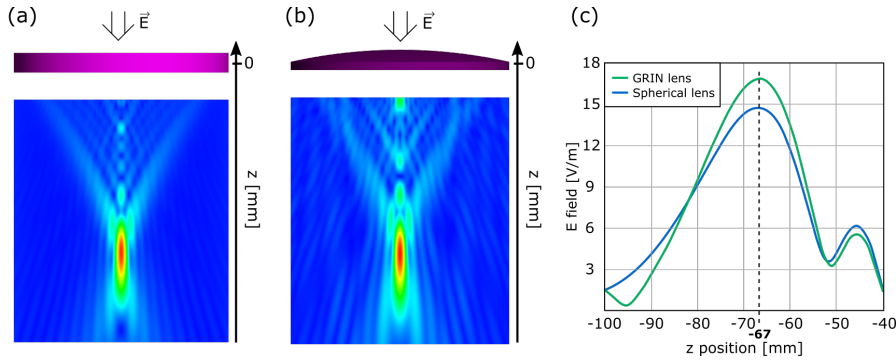 (a)
E
0
z [mm]
(b)
E
0
z [mm]
(c)
GRIN lens
Spherical lens
E field [V/m]
18
15
12
9
6
3
-100 -90 -80 -70 -60 -50 -40
-67
z position [mm]